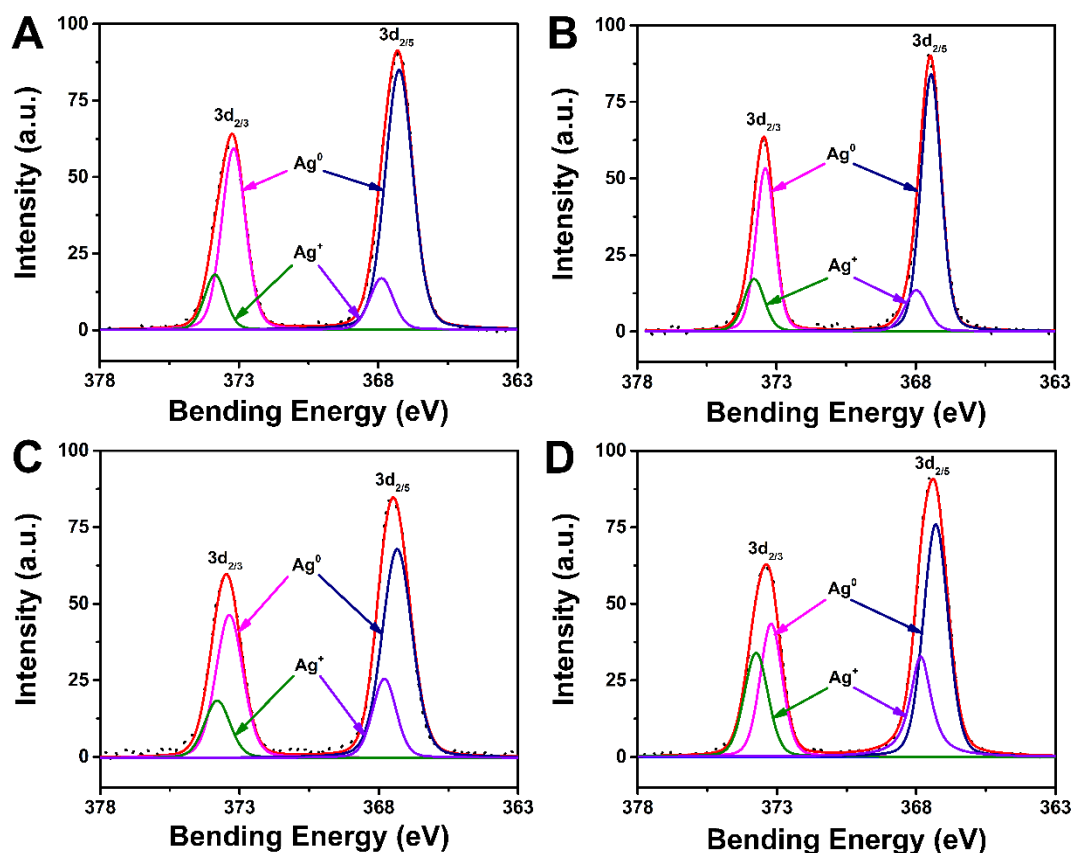 A
Intensity (a.u.)
100
75
50
25
0
3d2/5
3d2/3
Ag0
Ag+
378
373
368
363
Bending Energy (eV)
B
Intensity (a.u.)
100
75
50
25
0
3d2/5
3d2/3
Ag0
Ag+
378
373
368
363
Bending Energy (eV)
C
Intensity (a.u.)
100
75
50
25
0
3d2/5
3d2/3
Ag0
Ag+
378
373
368
363
Bending Energy (eV)
D
Intensity (a.u.)
100
75
50
25
0
3d2/5
3d2/3
Ag0
Ag+
378
373
368
363
Bending Energy (eV)